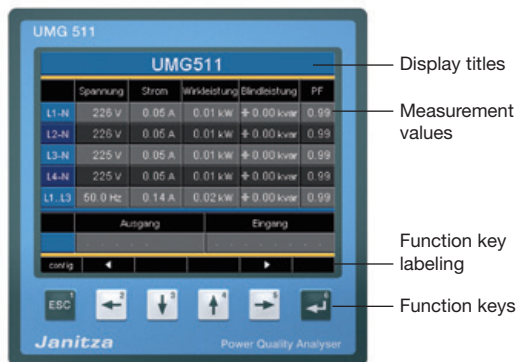 UMG 511
UMG511
Display titles
Spannung Strom Wirkleistung Blindleistung PF
L1-N 226 V 0.05 A 0.01 kW 0.00 kvar 0.99
Measurement values
L2-N 226 V 0.05 A 0.01 kW 0.00 kvar 0.99
L3-N 225 V 0.05 A 0.01 kW 0.00 kvar 0.99
L4-N 225 V 0.05 A 0.01 kW 0.00 kvar 0.99
L1..L3 50.0 Hz 0.14 A 0.02 kW 0.00 kvar 0.99
Ausgang Eingang
config
Function key labeling
ESC 1 2 3 4 5 6
Function keys
Janitza Power Quality Analyser